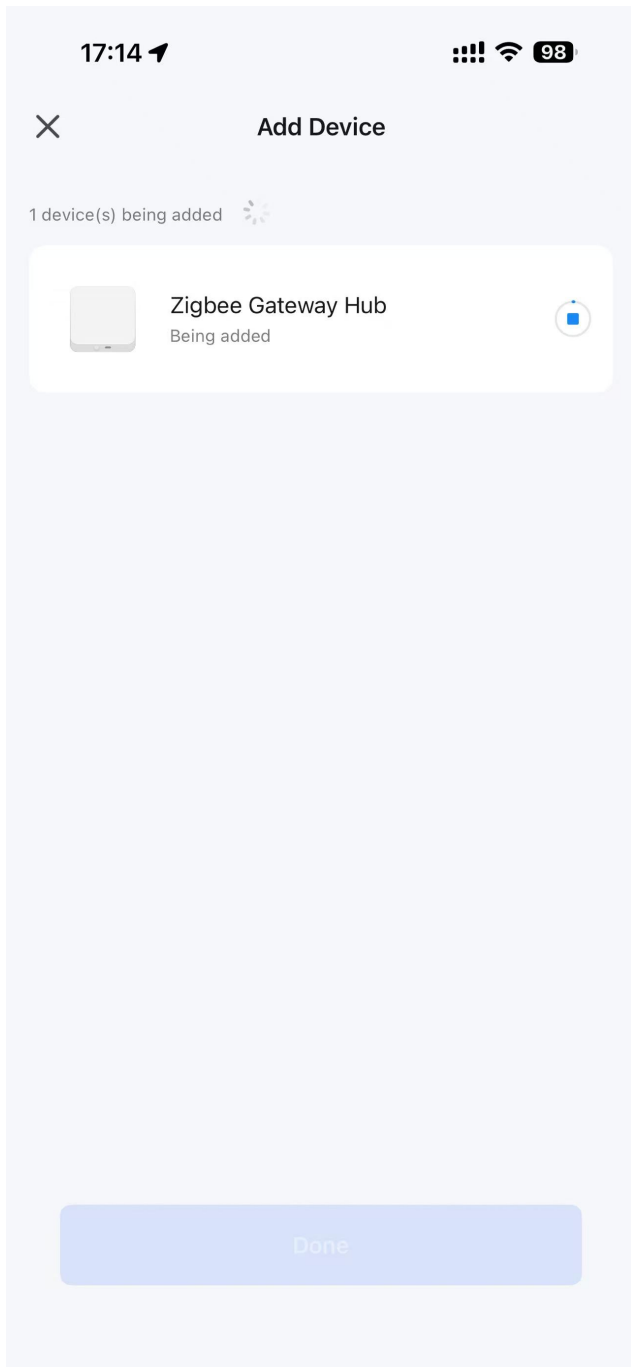 17:14
98
Add Device
1 device(s) being added
Zigbee Gateway Hub
Being added
Done